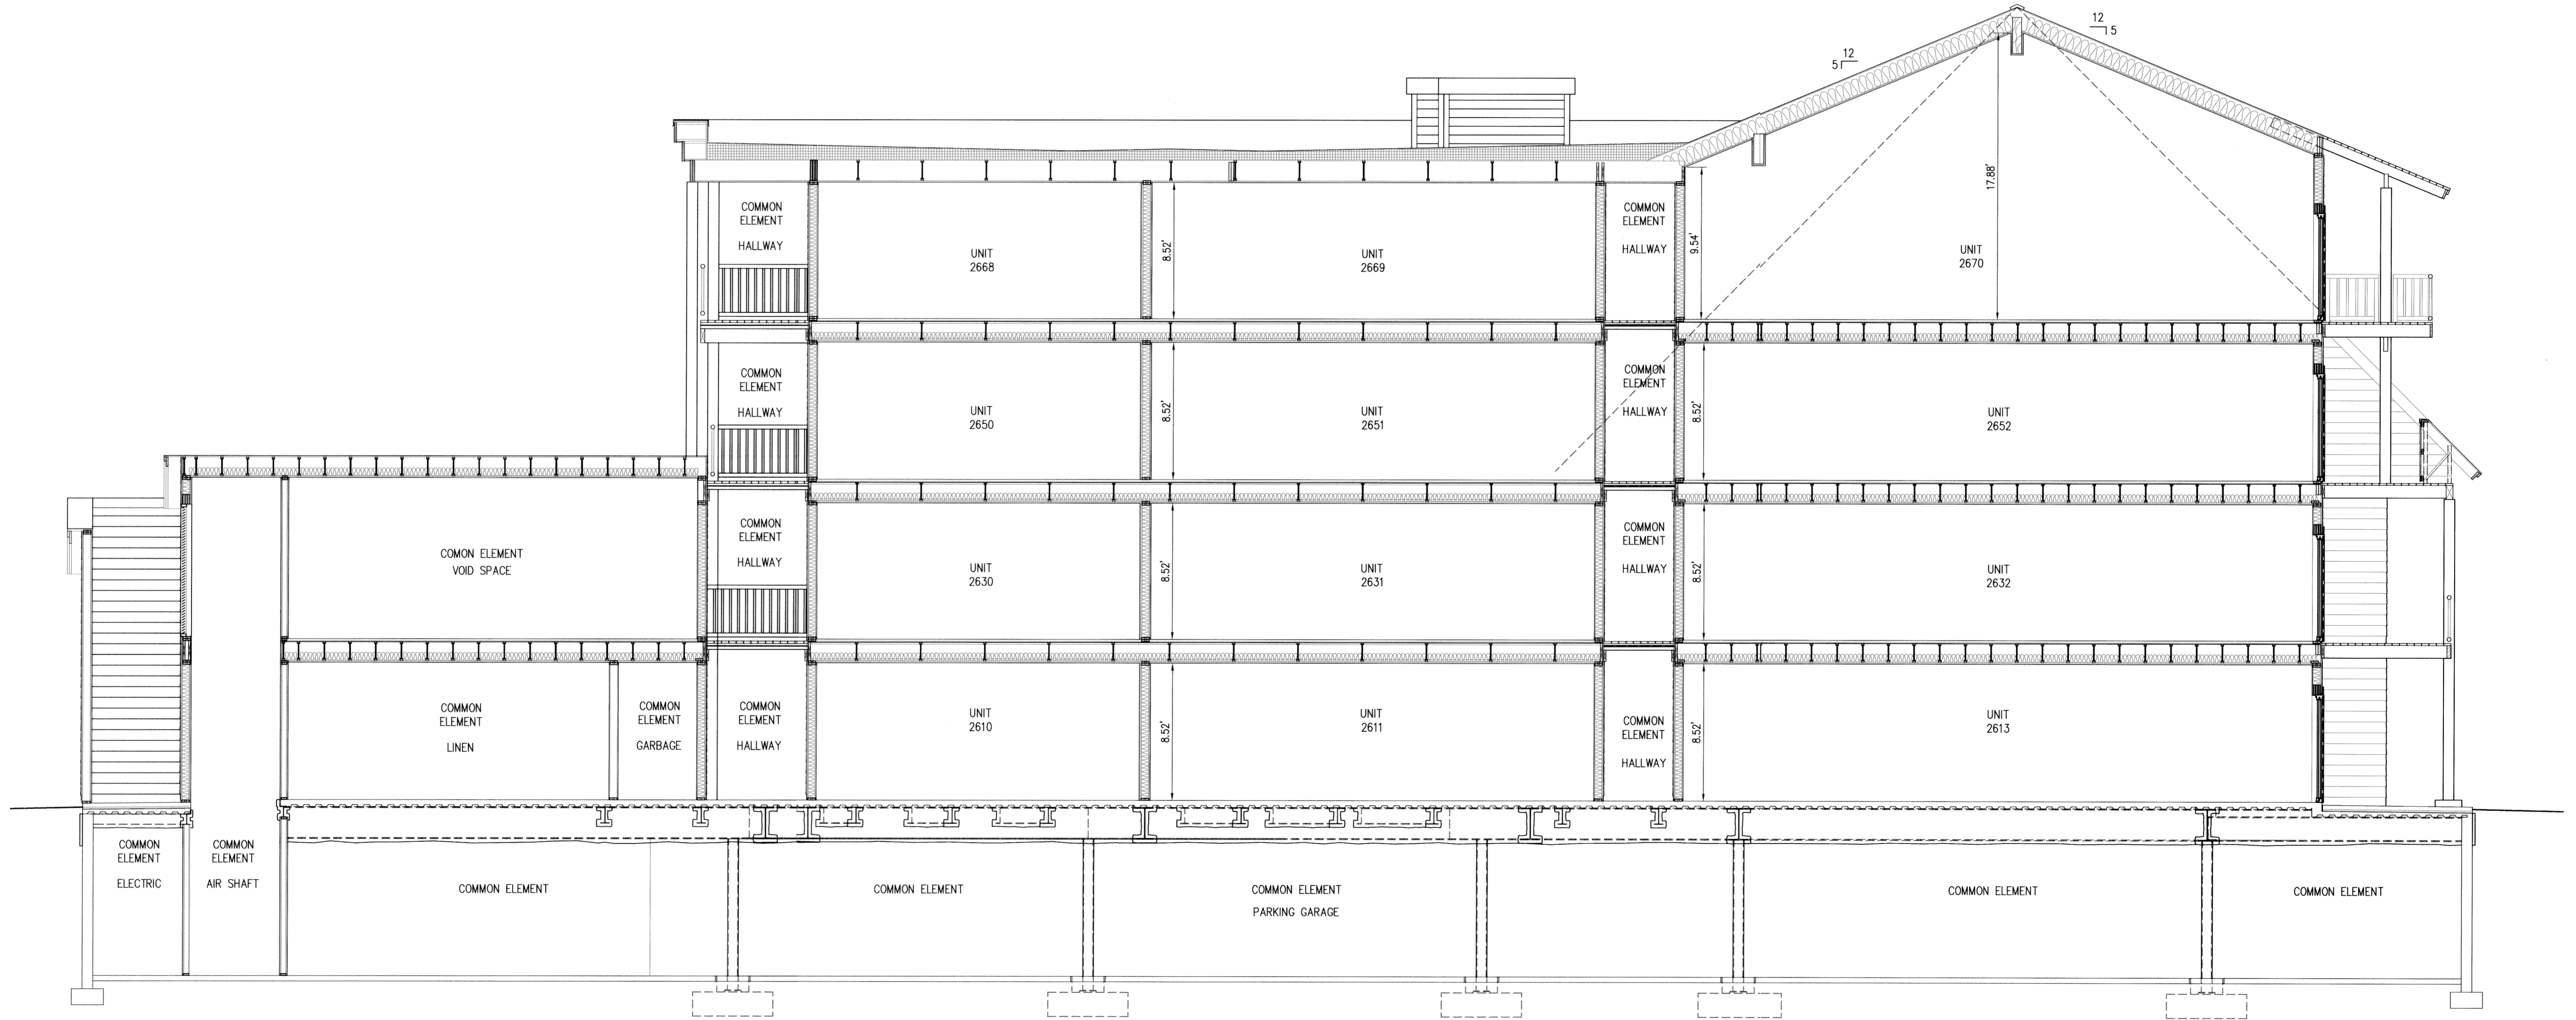 12
5
12
5
COMMON
ELEMENT
HALLWAY
UNIT
2668
8.52'
UNIT
2669
COMMON
ELEMENT
HALLWAY
9.54'
UNIT
2670
17.88'
COMMON
ELEMENT
HALLWAY
UNIT
2650
8.52'
UNIT
2651
COMMON
ELEMENT
HALLWAY
8.52'
UNIT
2652
COMON ELEMENT
VOID SPACE
COMMON
ELEMENT
HALLWAY
UNIT
2630
8.52'
UNIT
2631
COMMON
ELEMENT
HALLWAY
8.52'
UNIT
2632
COMMON
ELEMENT
LINEN
COMMON
ELEMENT
GARBAGE
COMMON
ELEMENT
HALLWAY
UNIT
2610
8.52'
UNIT
2611
COMMON
ELEMENT
HALLWAY
8.52'
UNIT
2613
COMMON
ELEMENT
ELECTRIC
COMMON
ELEMENT
AIR SHAFT
COMMON ELEMENT
COMMON ELEMENT
COMMON ELEMENT
PARKING GARAGE
COMMON ELEMENT
COMMON ELEMENT